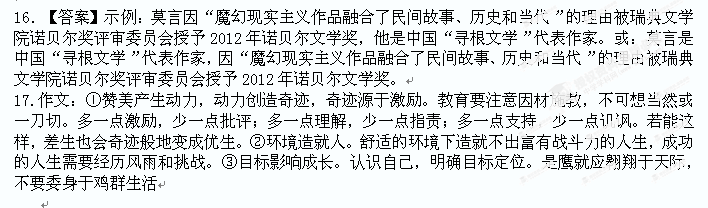 16. 【答案】示例：莫言因“魔幻现实主义作品融合了民间故事、历史和当代”的理由被瑞典文学
院诺贝尔奖评审委员会授予 2012 年诺贝尔文学奖，他是中国“寻根文学”代表作家。或：莫言是
中国“寻根文学”代表作家，因“魔幻现实主义作品融合了民间故事、历史和当代”的理由被瑞典
文学院诺贝尔奖评审委员会授予 2012 年诺贝尔文学奖。
17. 作文：①赞美产生动力，动力创造奇迹，奇迹源于激励。教育要注意因材施教，不可想当然或
一刀切。多一点激励，少一点批评；多一点理解，少一点指责；多一点支持，少一点讥讽。若能这
样，差生也会奇迹般地变成优生。②环境造就人。舒适的环境下造就不出富有战斗力的人生，成功
的人生需要经历风雨和挑战。③目标影响成长。认识自己，明确目标定位。是鹰就应翱翔于天际，
不要委身于鸡群生活